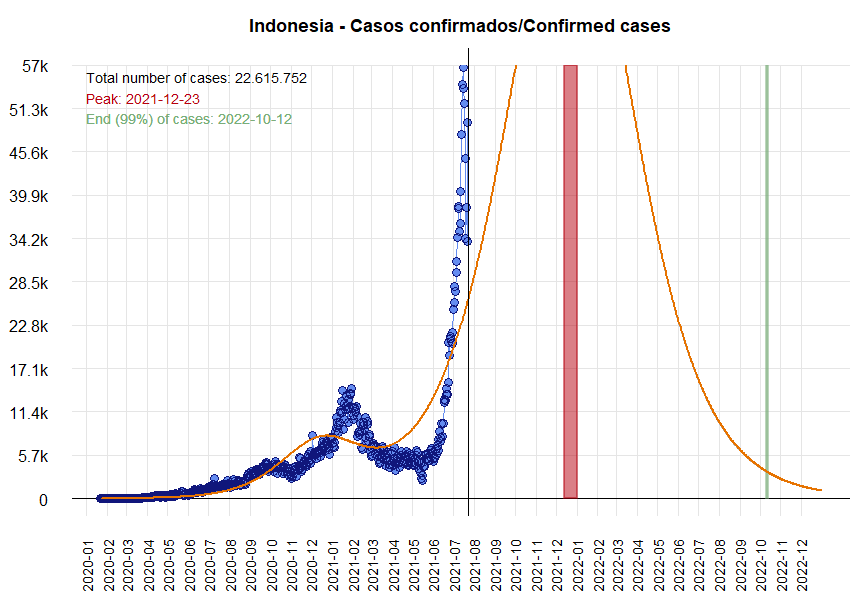 Indonesia - Casos confirmados/Confirmed cases
57k
Total number of cases: 22.615.752
Peak: 2021-12-23
End (99%) of cases: 2022-10-12
51.3k
45.6k
39.9k
34.2k
28.5k
22.8k
17.1k
11.4k
5.7k
0
2020-01
2020-02
2020-03
2020-04
2020-05
2020-06
2020-07
2020-08
2020-09
2020-10
2020-11
2020-12
2021-01
2021-02
2021-03
2021-04
2021-05
2021-06
2021-07
2021-08
2021-09
2021-10
2021-11
2021-12
2022-01
2022-02
2022-03
2022-04
2022-05
2022-06
2022-07
2022-08
2022-09
2022-10
2022-11
2022-12